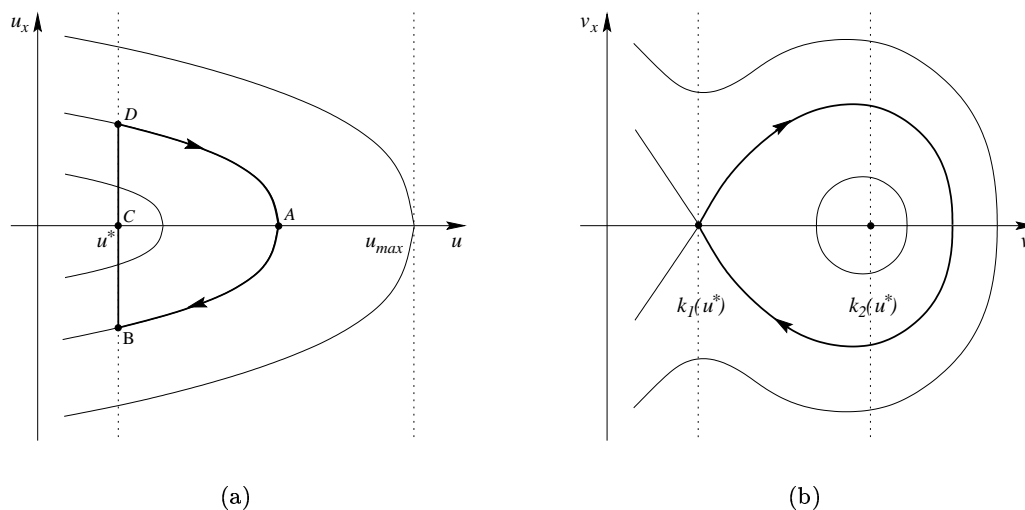 u_x
D
A
C
u*
u_max
u
B
(a)
v_x
k_1(u*)
k_2(u*)
v
(b)